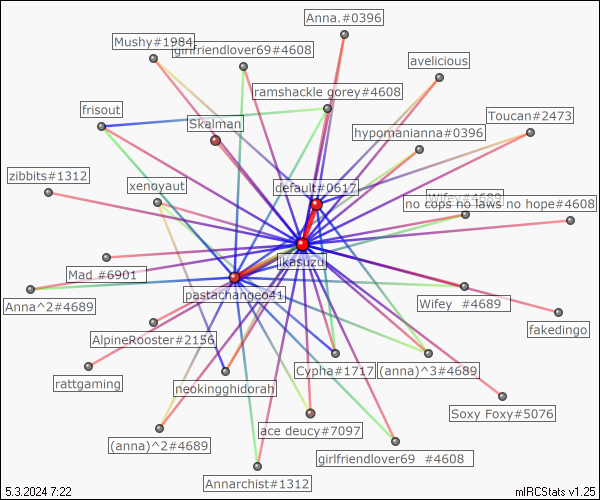 Anna.#0396
Mushy#1984
girlfriendlover69#4608
avelicious
ramshackle gorey#4608
frisout
Skalman
Toucan#2473
hypomanianna#0396
zibbits#1312
xenoyaut
default#0617
Wifey#4689
no cops no laws no hope#4608
ikasuzu
Mad #6901
pastachangeo41
Anna^2#4689
Wifey #4689
fakedingo
AlpineRooster#2156
Cypha#1717
(anna)^3#4689
rattgaming
neokingghidorah
Soxy Foxy#5076
ace deucy#7097
(anna)^2#4689
girlfriendlover69 #4608
Annarchist#1312
5.3.2024 7:22
mIRCStats v1.25